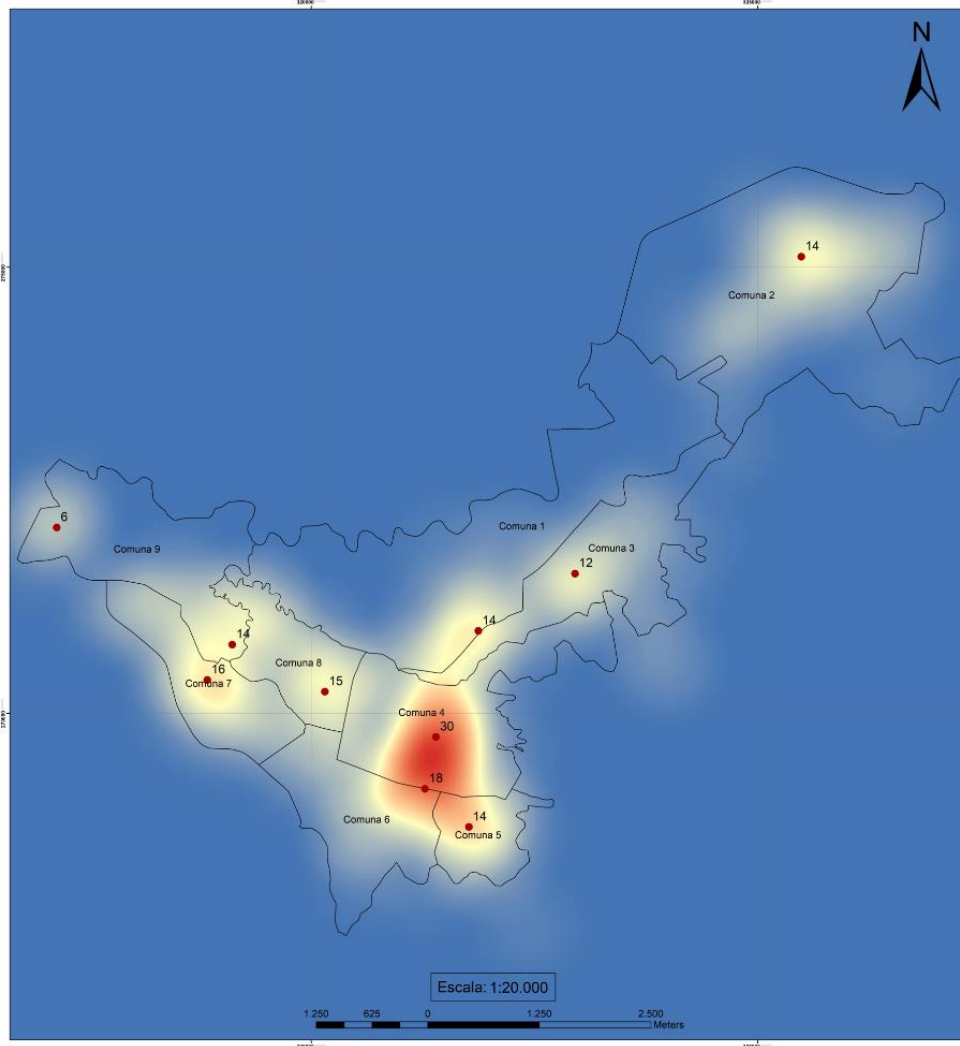 N
14
Comuna 2
6
Comuna 1
Comuna 9
Comuna 3
12
14
14
Comuna 8
16
Comuna 7
15
Comuna 4
30
18
14
Comuna 6
Comuna 5
Escala: 1:20.000
1.250 625 0 1.250 2.500
Meters